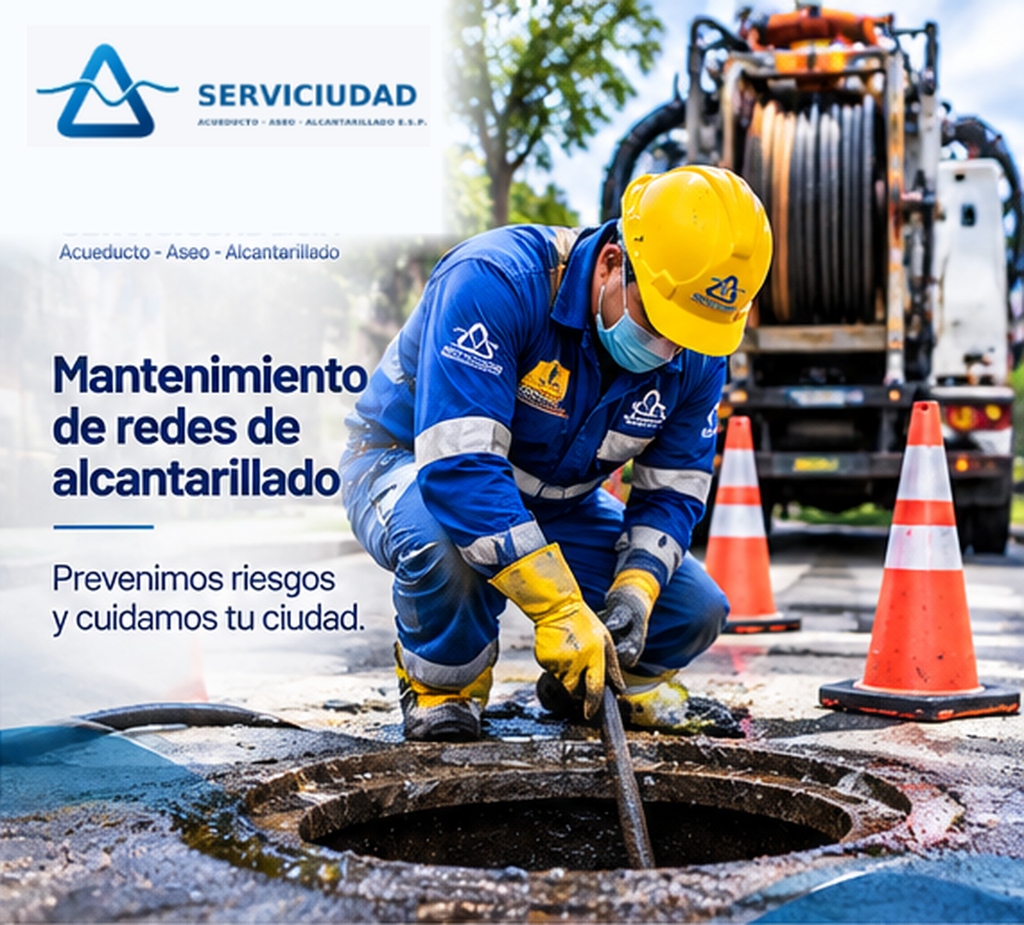 SERVICIUDAD
ACUEDUCTO - ASEO - ALCANTARILLADO E.S.P.
Acueducto - Aseo - Alcantarillado
Mantenimiento
de redes de
alcantarillado
Prevenimos riesgos
y cuidamos tu ciudad.